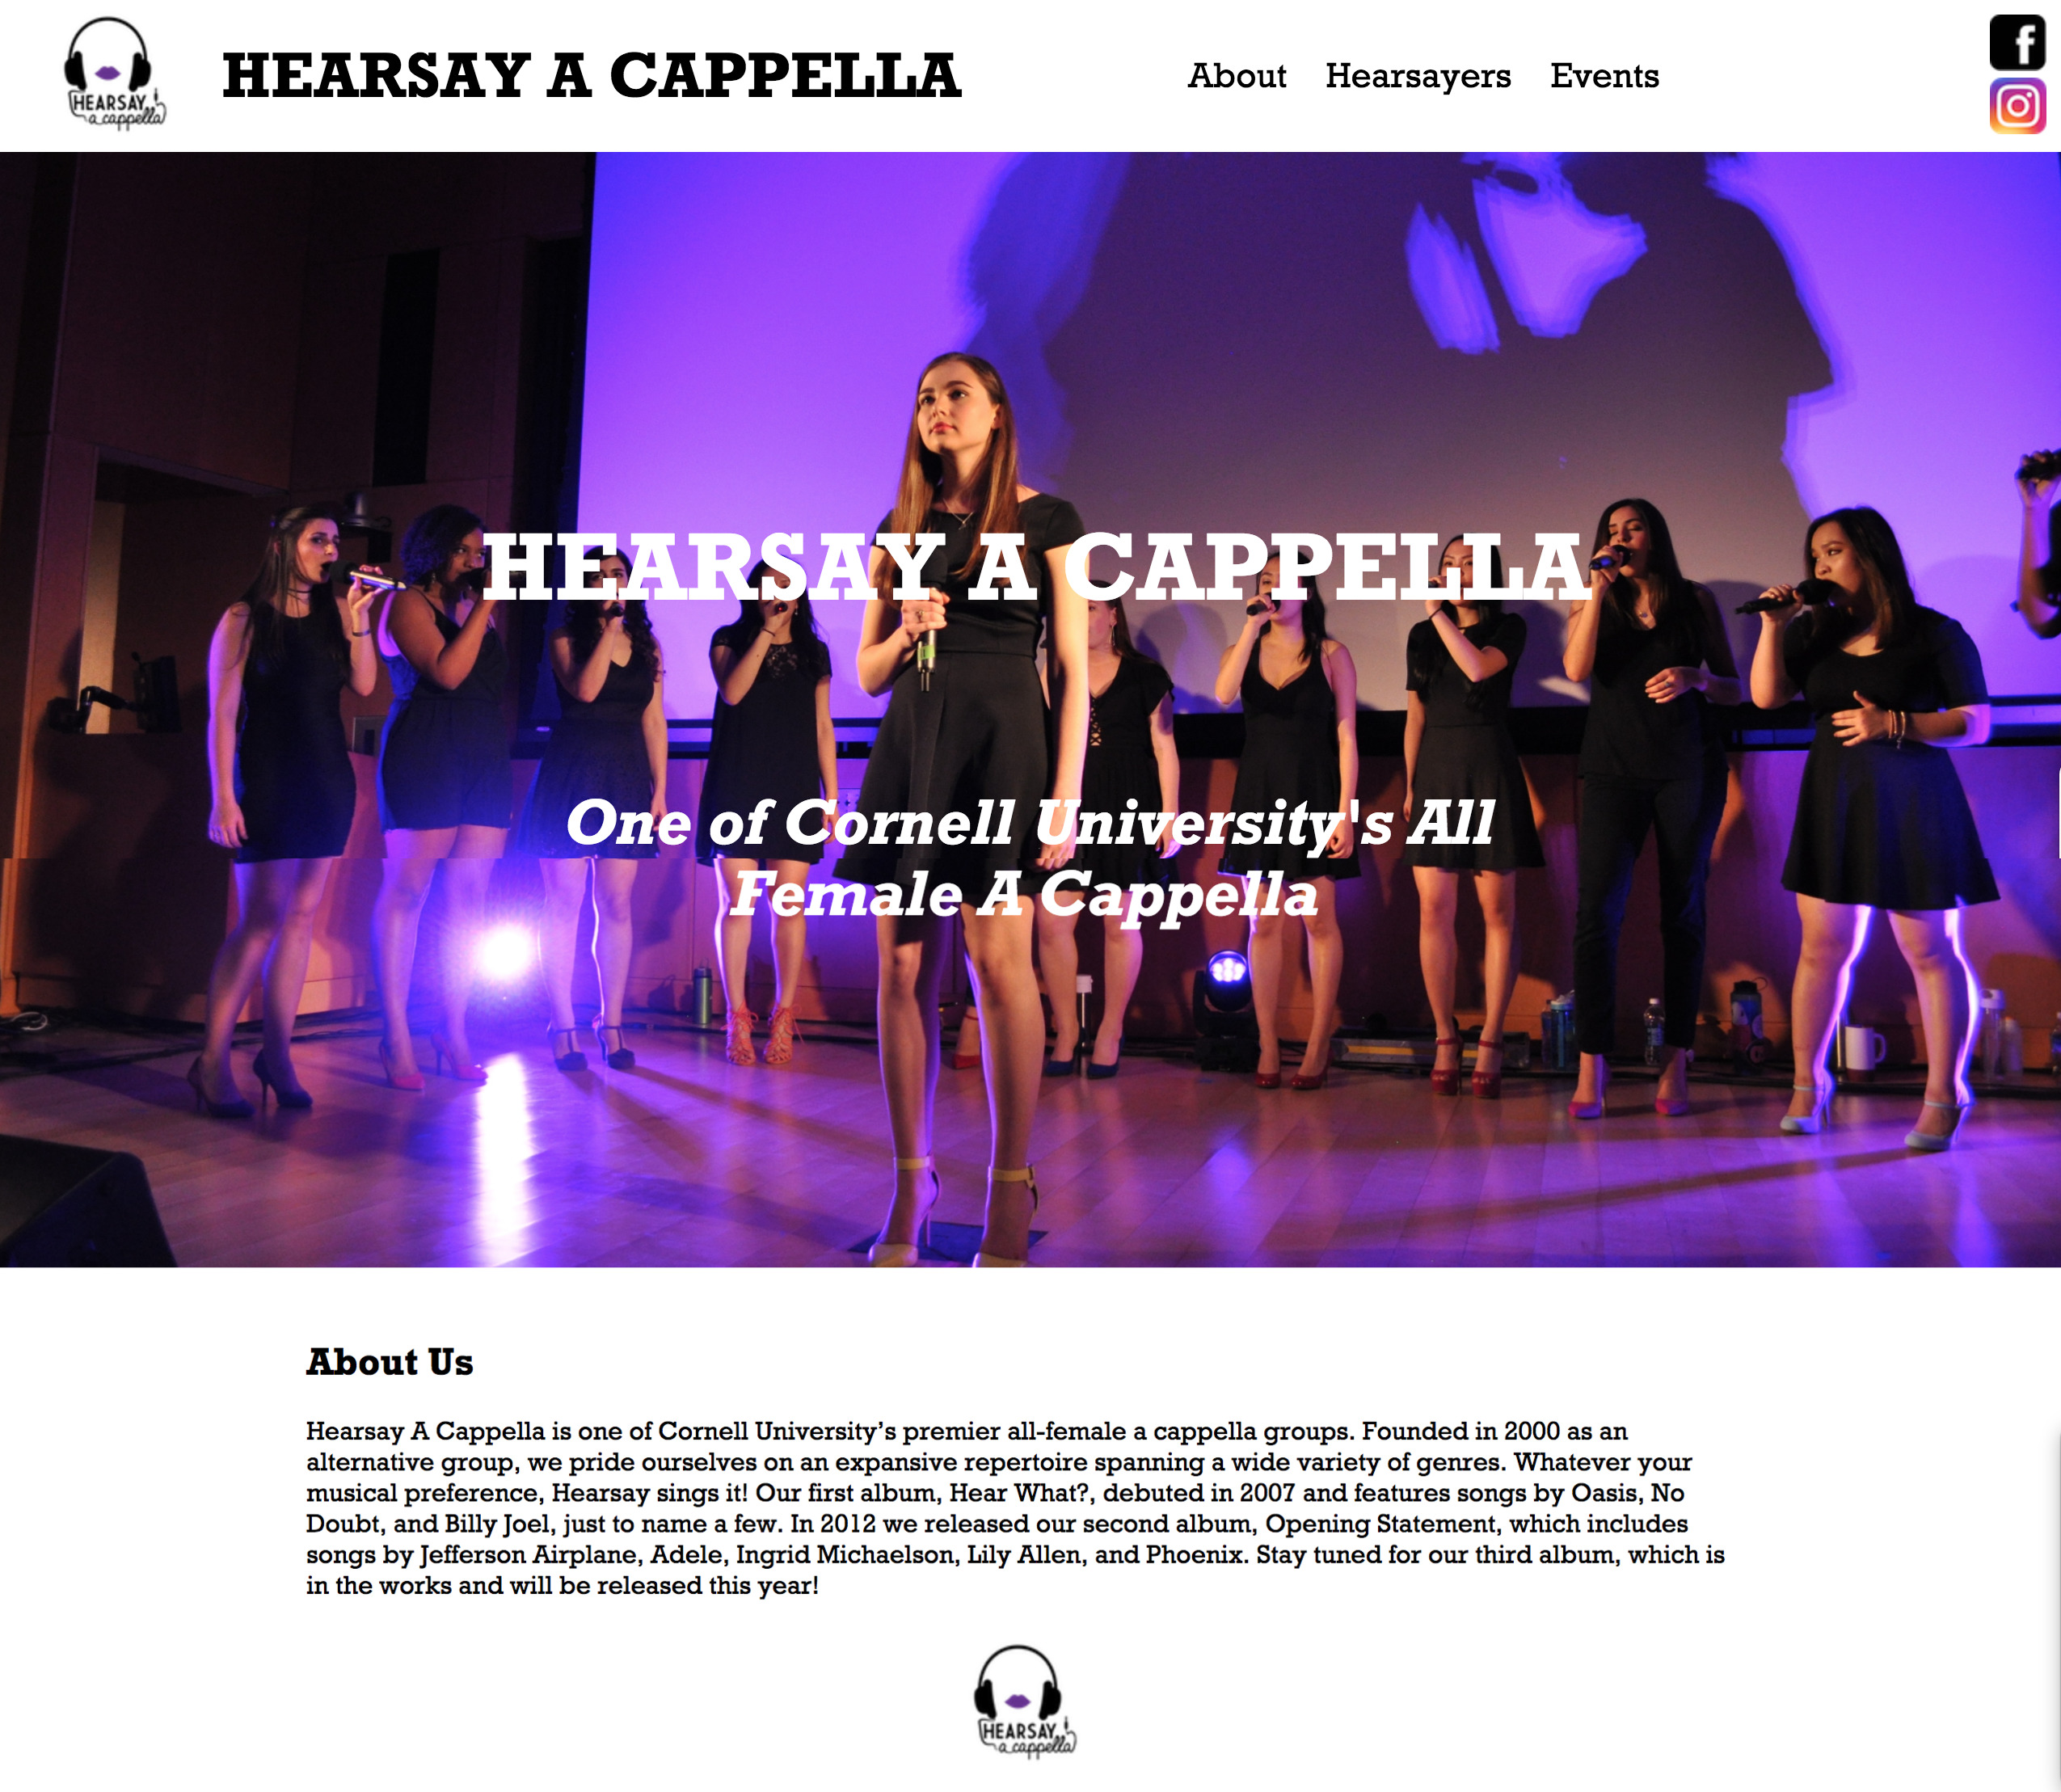 HEARSAY
a cappella
HEARSAY A CAPPELLA
About Hearsayers Events
f
HEARSAY A CAPPELLA
One of Cornell University's All
Female A Cappella
About Us
Hearsay A Cappella is one of Cornell University’s premier all-female a cappella groups. Founded in 2000 as an
alternative group, we pride ourselves on an expansive repertoire spanning a wide variety of genres. Whatever your
musical preference, Hearsay sings it! Our first album, Hear What?, debuted in 2007 and features songs by Oasis, No
Doubt, and Billy Joel, just to name a few. In 2012 we released our second album, Opening Statement, which includes
songs by Jefferson Airplane, Adele, Ingrid Michaelson, Lily Allen, and Phoenix. Stay tuned for our third album, which is
in the works and will be released this year!
HEARSAY
a cappella